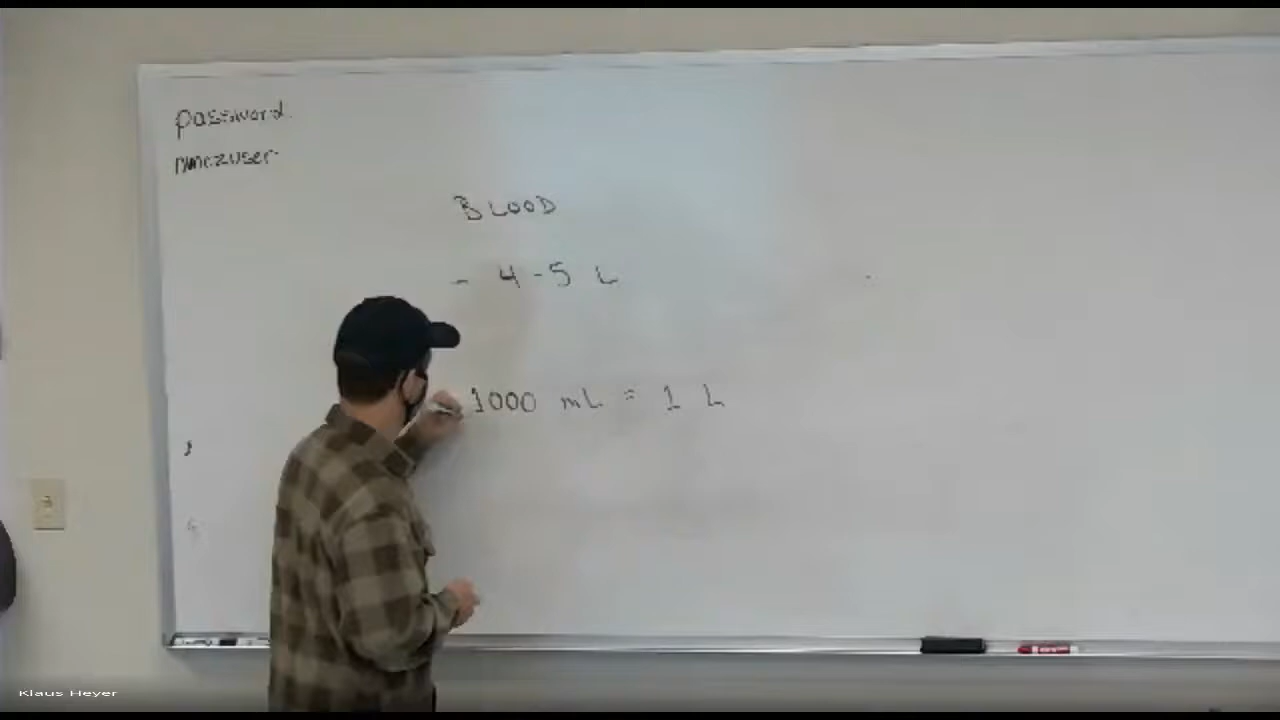 password
nmczuser
BLOOD
- 4-5 L
1000 mL = 1 L
Klaus Heyer